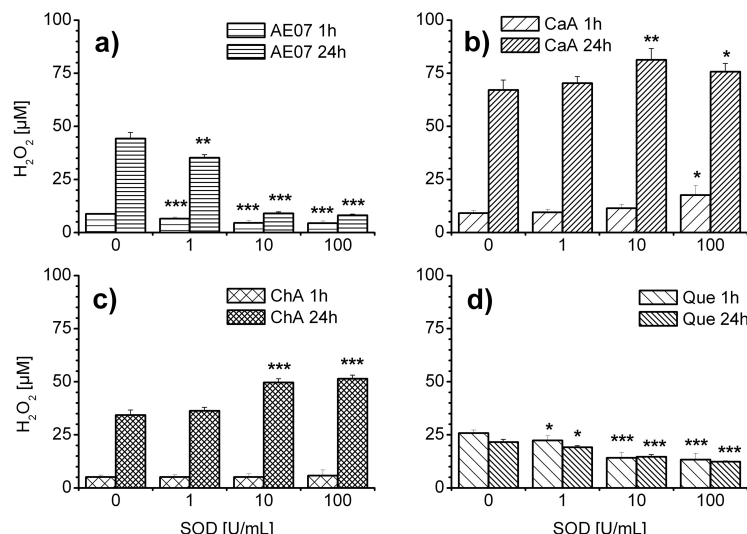 a)
AE07 1h
AE07 24h
H₂O₂ [µM]
100
75
50
25
0
**
***
***
***
***
***
0 1 10 100
b)
CaA 1h
CaA 24h
100
75
50
25
0
**
*
*
0 1 10 100
c)
ChA 1h
ChA 24h
H₂O₂ [µM]
100
75
50
25
0
***
***
0 1 10 100
SOD [U/mL]
d)
Que 1h
Que 24h
100
75
50
25
0
*
*
***
***
***
***
0 1 10 100
SOD [U/mL]